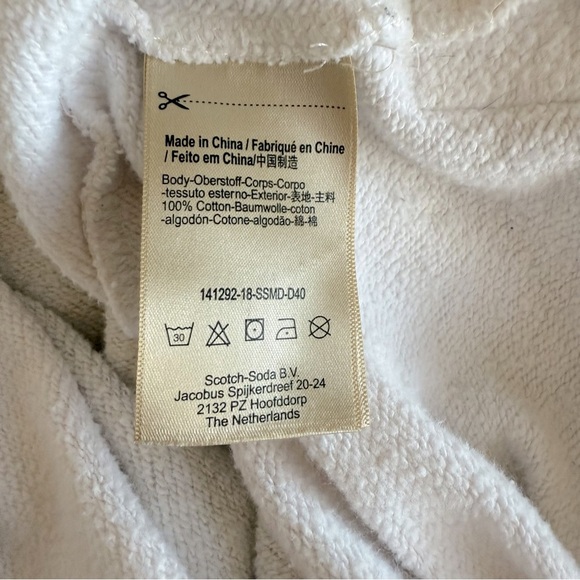 Made in China / Fabriqué en Chine
/ Feito em China/中国制造
Body-Oberstoff-Corps-Corpo
-tessuto esterno-Exterior-表地-主料
100% Cotton-Baumwolle-coton
-algodón-Cotone-algodão-綿-棉
141292-18-SSMD-D40
30
Scotch-Soda B.V.
Jacobus Spijkerdreef 20-24
2132 PZ Hoofddorp
The Netherlands